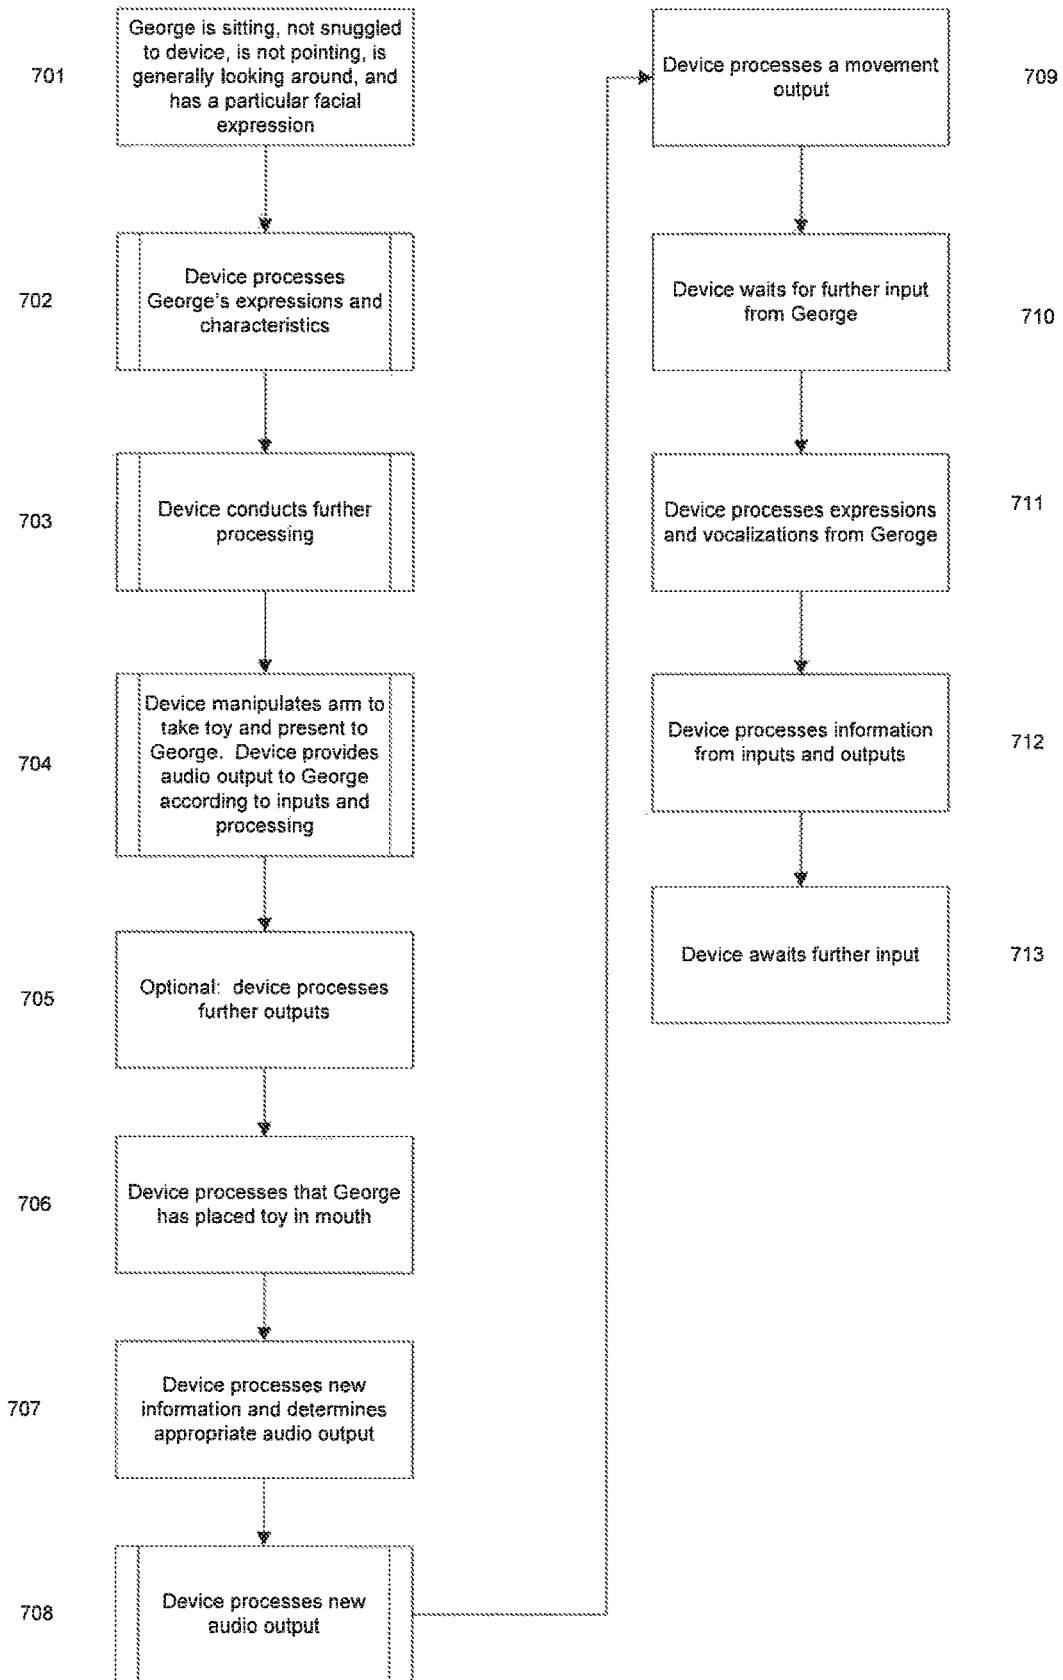 701
George is sitting, not snuggled
to device, is not pointing, is
generally looking around, and
has a particular facial
expression
702
Device processes
George's expressions and
characteristics
703
Device conducts further
processing
704
Device manipulates arm to
take toy and present to
George. Device provides
audio output to George
according to inputs and
processing
705
Optional: device processes
further outputs
706
Device processes that George
has placed toy in mouth
707
Device processes new
information and determines
appropriate audio output
708
Device processes new
audio output
709
Device processes a movement
output
710
Device waits for further input
from George
711
Device processes expressions
and vocalizations from Geroge
712
Device processes information
from inputs and outputs
713
Device awaits further input